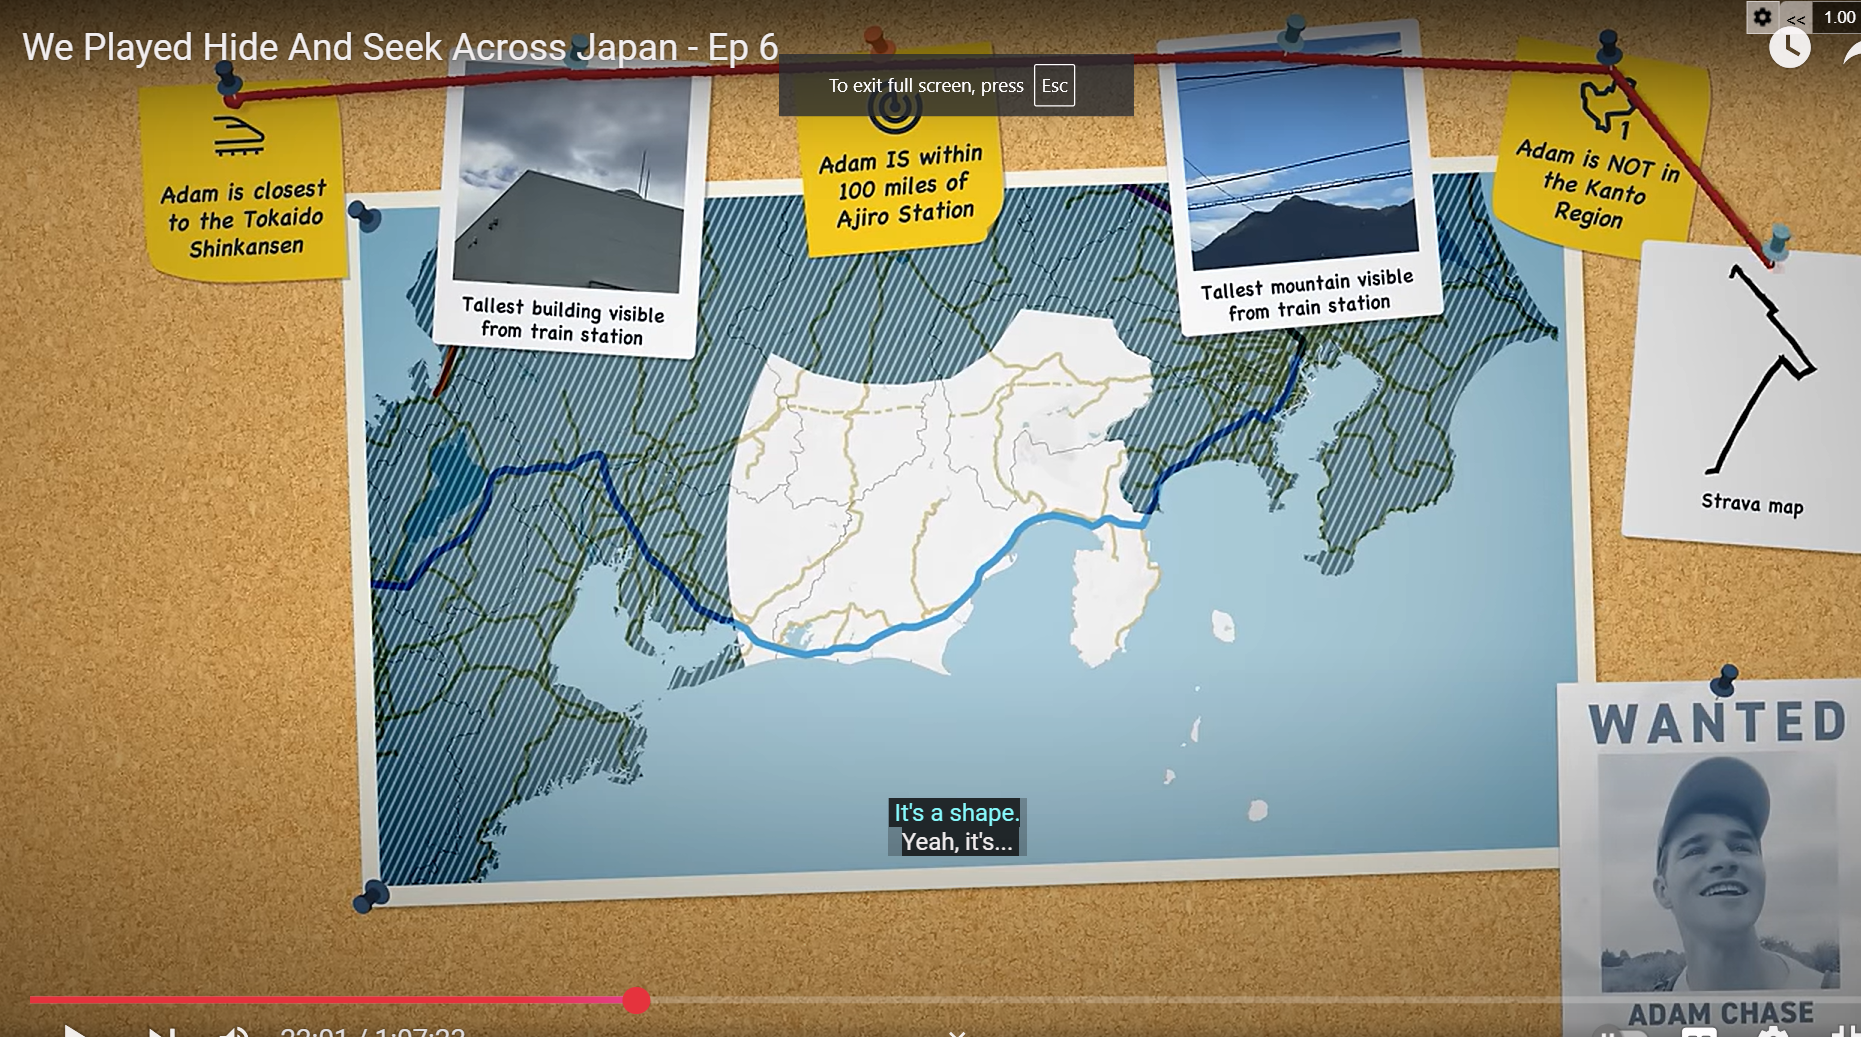 We Played Hide And Seek Across Japan - Ep 6
<< 1.00
To exit full screen, press Esc
Adam is closest
to the Tokaido
Shinkansen
Tallest building visible
from train station
Adam IS within
100 miles of
Ajiro Station
Tallest mountain visible
from train station
1
Adam is NOT in
the Kanto
Region
Strava map
WANTED
ADAM CHASE
It's a shape.
Yeah, it's...